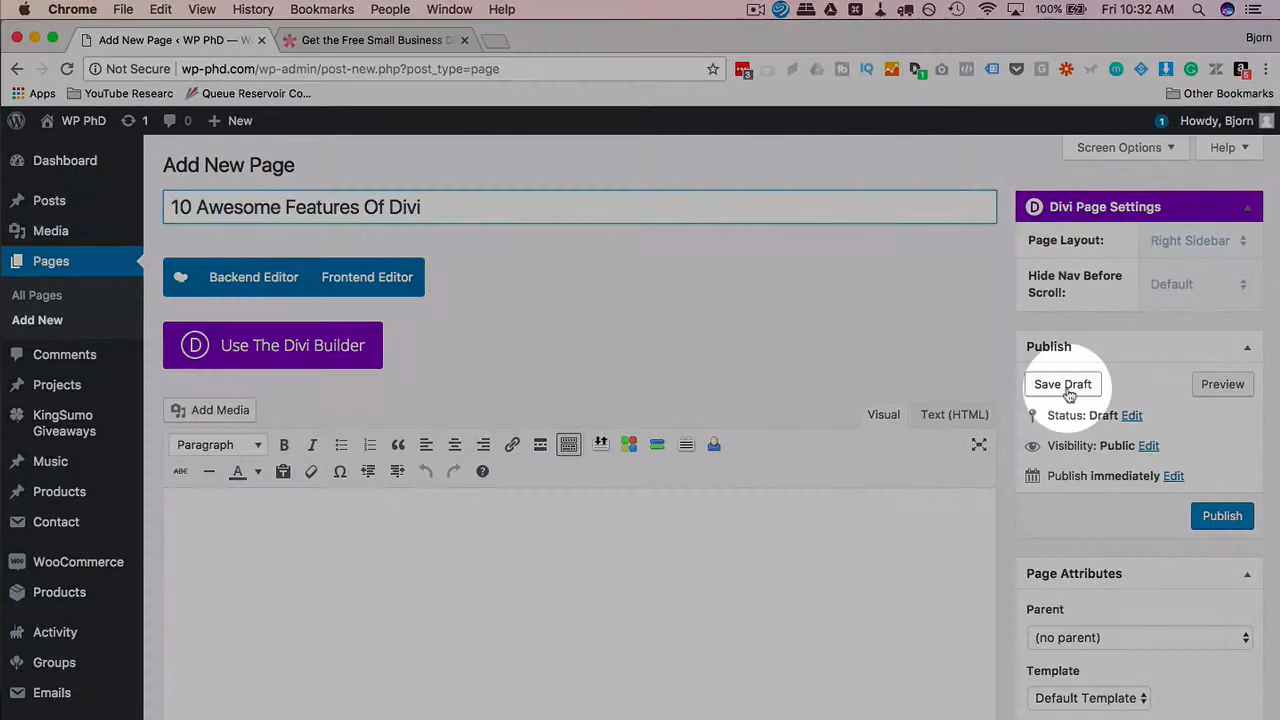 Chrome File Edit View History Bookmarks People Window Help 100% Fri 10:32 AM
Add New Page ‹ WP PhD — W
Get the Free Small Business D
Bjorn
Not Secure wp-phd.com/wp-admin/post-new.php?post_type=page
Apps YouTube Researc Queue Reservoir Co... Other Bookmarks
WP PhD 1 0 New 1 Howdy, Bjorn
Screen Options Help
Dashboard
Posts
Media
Pages
All Pages
Add New
Comments
Projects
KingSumo
Giveaways
Music
Products
Contact
WooCommerce
Products
Activity
Groups
Emails
Add New Page
10 Awesome Features Of Divi
Backend Editor Frontend Editor
D Use The Divi Builder
Add Media
Visual Text (HTML)
Paragraph B I
ABC A
D Divi Page Settings
Page Layout: Right Sidebar
Hide Nav Before
Scroll:
Default
Publish
Save Draft Preview
Status: Draft Edit
Visibility: Public Edit
Publish immediately Edit
Publish
Page Attributes
Parent
(no parent)
Template
Default Template